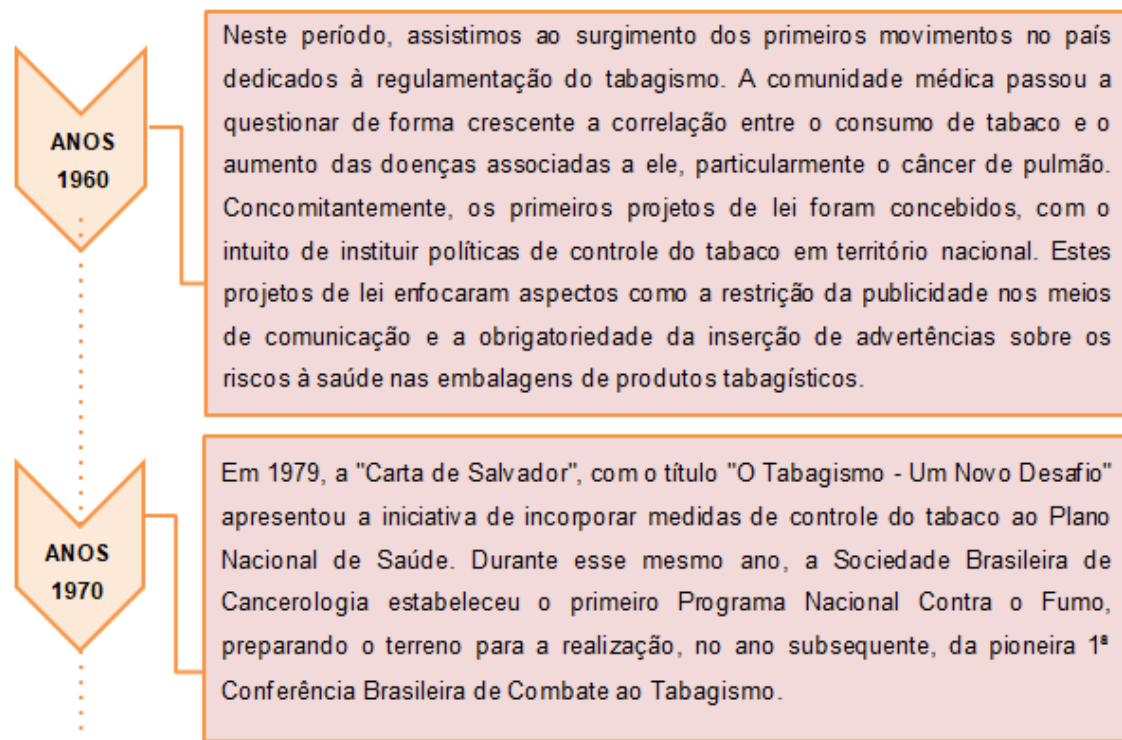 ANOS
1960
Neste período, assistimos ao surgimento dos primeiros movimentos no país
dedicados à regulamentação do tabagismo. A comunidade médica passou a
questionar de forma crescente a correlação entre o consumo de tabaco e o
aumento das doenças associadas a ele, particularmente o câncer de pulmão.
Concomitantemente, os primeiros projetos de lei foram concebidos, com o
intuito de instituir políticas de controle do tabaco em território nacional. Estes
projetos de lei enfocaram aspectos como a restrição da publicidade nos meios
de comunicação e a obrigatoriedade da inserção de advertências sobre os
riscos à saúde nas embalagens de produtos tabagísticos.
ANOS
1970
Em 1979, a "Carta de Salvador", com o título "O Tabagismo - Um Novo Desafio"
apresentou a iniciativa de incorporar medidas de controle do tabaco ao Plano
Nacional de Saúde. Durante esse mesmo ano, a Sociedade Brasileira de
Cancerologia estabeleceu o primeiro Programa Nacional Contra o Fumo,
preparando o terreno para a realização, no ano subsequente, da pioneira 1ª
Conferência Brasileira de Combate ao Tabagismo.